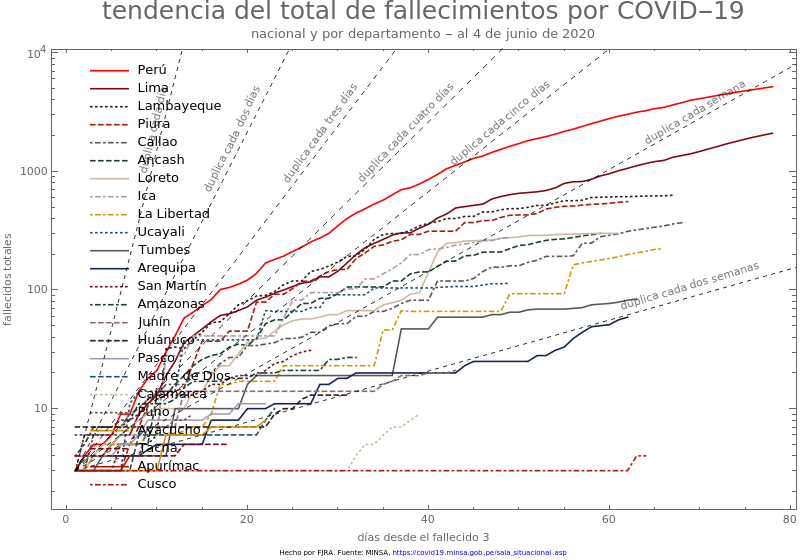 tendencia del total de fallecimientos por COVID−19
nacional y por departamento − al 4 de junio de 2020
fallecidos totales
10^4
1000
100
10
duplica cada día
duplica cada dos días
duplica cada tres días
duplica cada cuatro días
duplica cada cinco días
duplica cada semana
duplica cada dos semanas
Perú
Lima
Lambayeque
Piura
Callao
Ancash
Loreto
Ica
La Libertad
Ucayali
Tumbes
Arequipa
San Martín
Amazonas
Junín
Huánuco
Pasco
Madre de Dios
Cajamarca
Puno
Ayacucho
Tacna
Apurímac
Cusco
0 20 40 60 80
días desde el fallecido 3
Hecho por FJRA. Fuente: MINSA, https://covid19.minsa.gob.pe/sala_situacional.asp